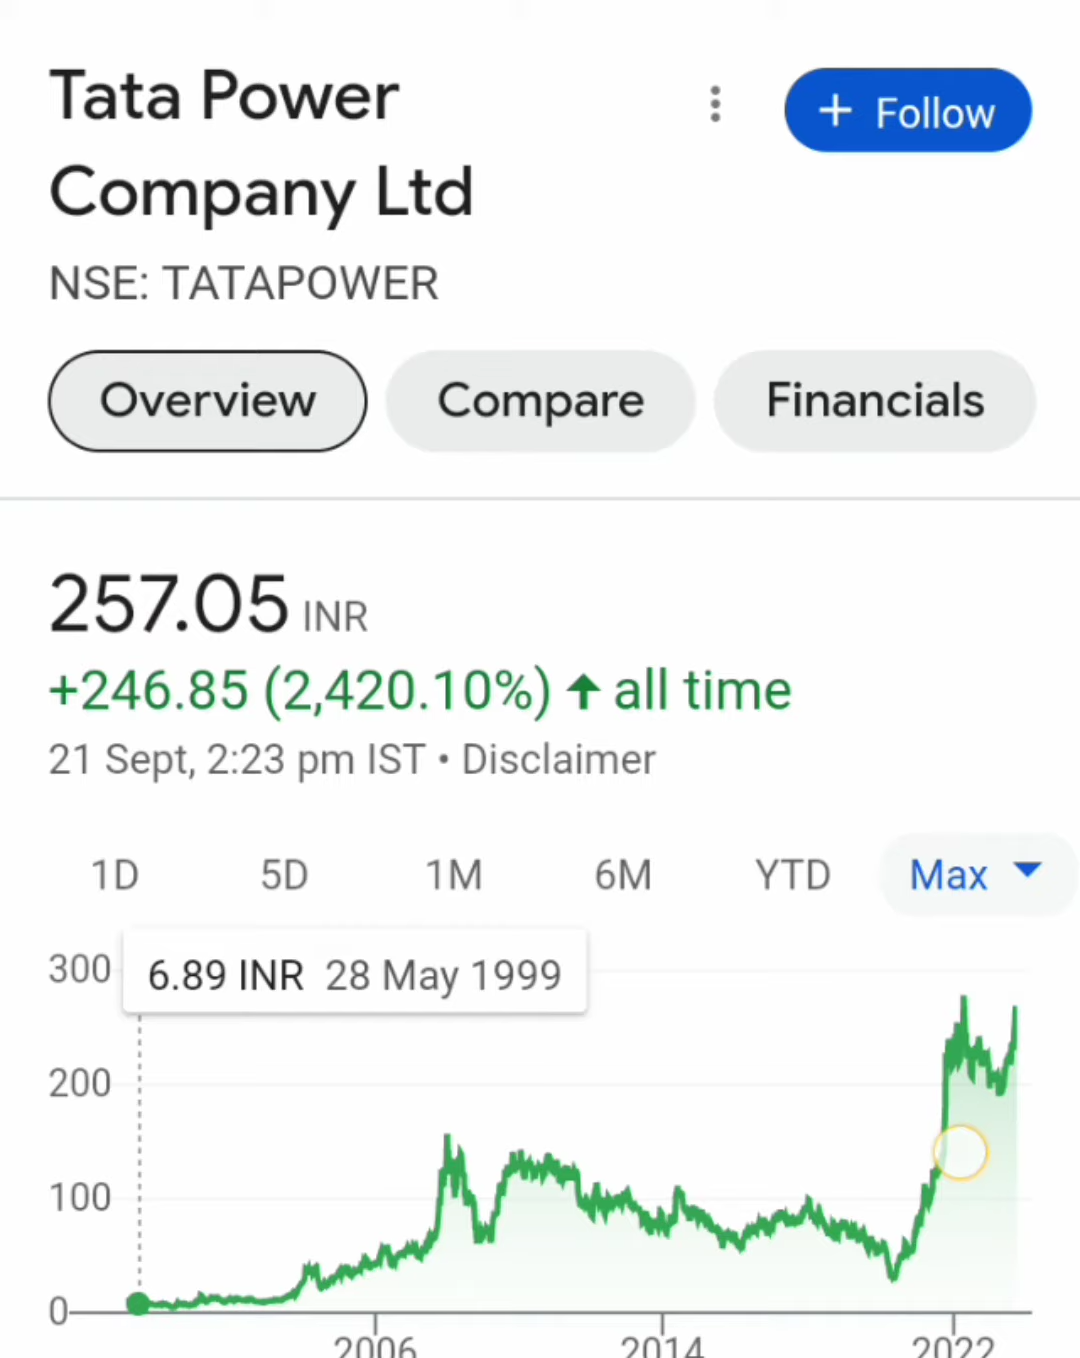 Tata Power
Company Ltd
+ Follow
NSE: TATAPOWER
Overview
Compare
Financials
257.05 INR
+246.85 (2,420.10%) ↑ all time
21 Sept, 2:23 pm IST • Disclaimer
1D 5D 1M 6M YTD Max
6.89 INR 28 May 1999
300
200
100
0
2006 2014 2022